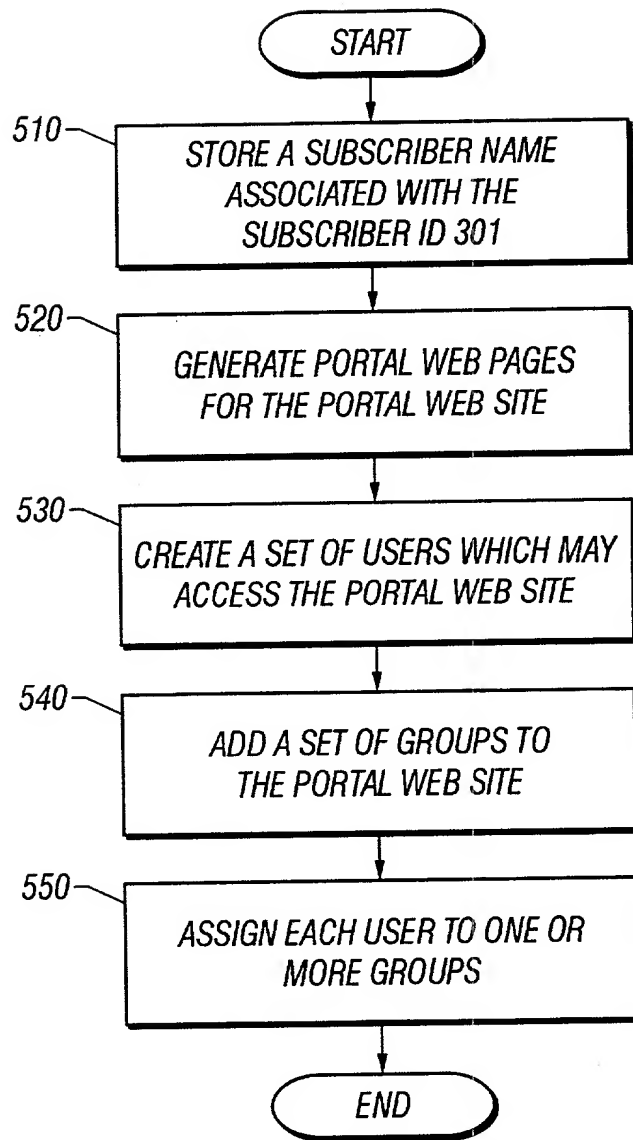 START
510
STORE A SUBSCRIBER NAME
ASSOCIATED WITH THE
SUBSCRIBER ID 301
520
GENERATE PORTAL WEB PAGES
FOR THE PORTAL WEB SITE
530
CREATE A SET OF USERS WHICH MAY
ACCESS THE PORTAL WEB SITE
540
ADD A SET OF GROUPS TO
THE PORTAL WEB SITE
550
ASSIGN EACH USER TO ONE OR
MORE GROUPS
END